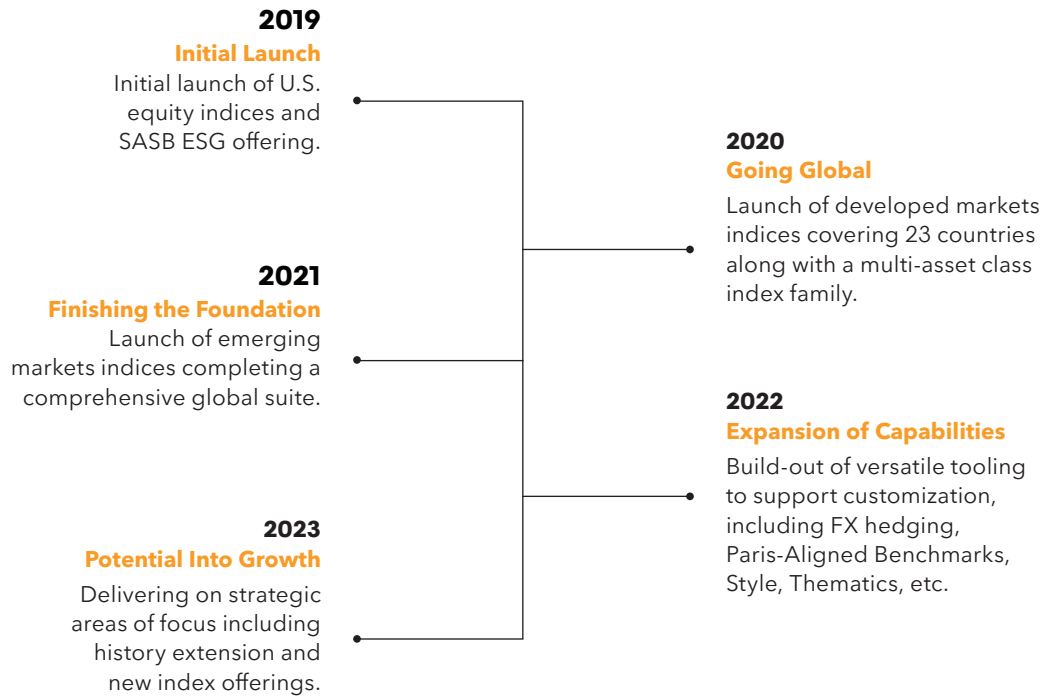 2019
Initial Launch
Initial launch of U.S.
equity indices and
SASB ESG offering.
2020
Going Global
Launch of developed markets
indices covering 23 countries
along with a multi-asset class
index family.
2021
Finishing the Foundation
Launch of emerging
markets indices completing a
comprehensive global suite.
2022
Expansion of Capabilities
Build-out of versatile tooling
to support customization,
including FX hedging,
Paris-Aligned Benchmarks,
Style, Thematics, etc.
2023
Potential Into Growth
Delivering on strategic
areas of focus including
history extension and
new index offerings.